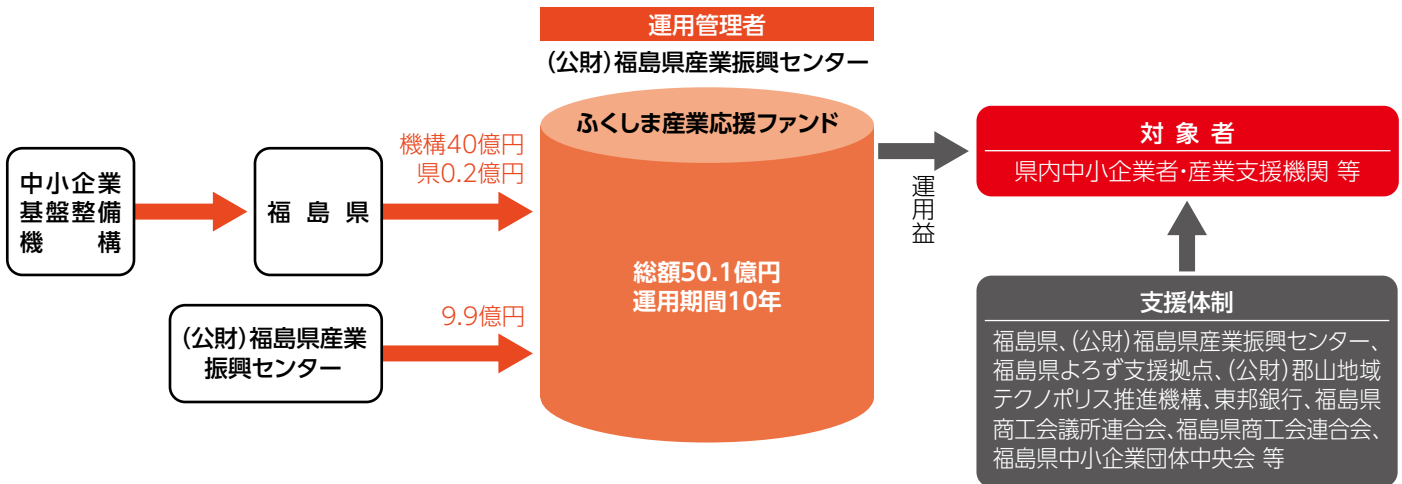 運用管理者
(公財)福島県産業振興センター
ふくしま産業応援ファンド
総額50.1億円
運用期間10年
中小企業
基盤整備
機構
福島県
機構40億円
県0.2億円
(公財)福島県産業
振興センター
9.9億円
運用益
対象者
県内中小企業者・産業支援機関 等
支援体制
福島県、(公財)福島県産業振興センター、
福島県よろず支援拠点、(公財)郡山地域
テクノポリス推進機構、東邦銀行、福島県
商工会議所連合会、福島県商工会連合会、
福島県中小企業団体中央会 等